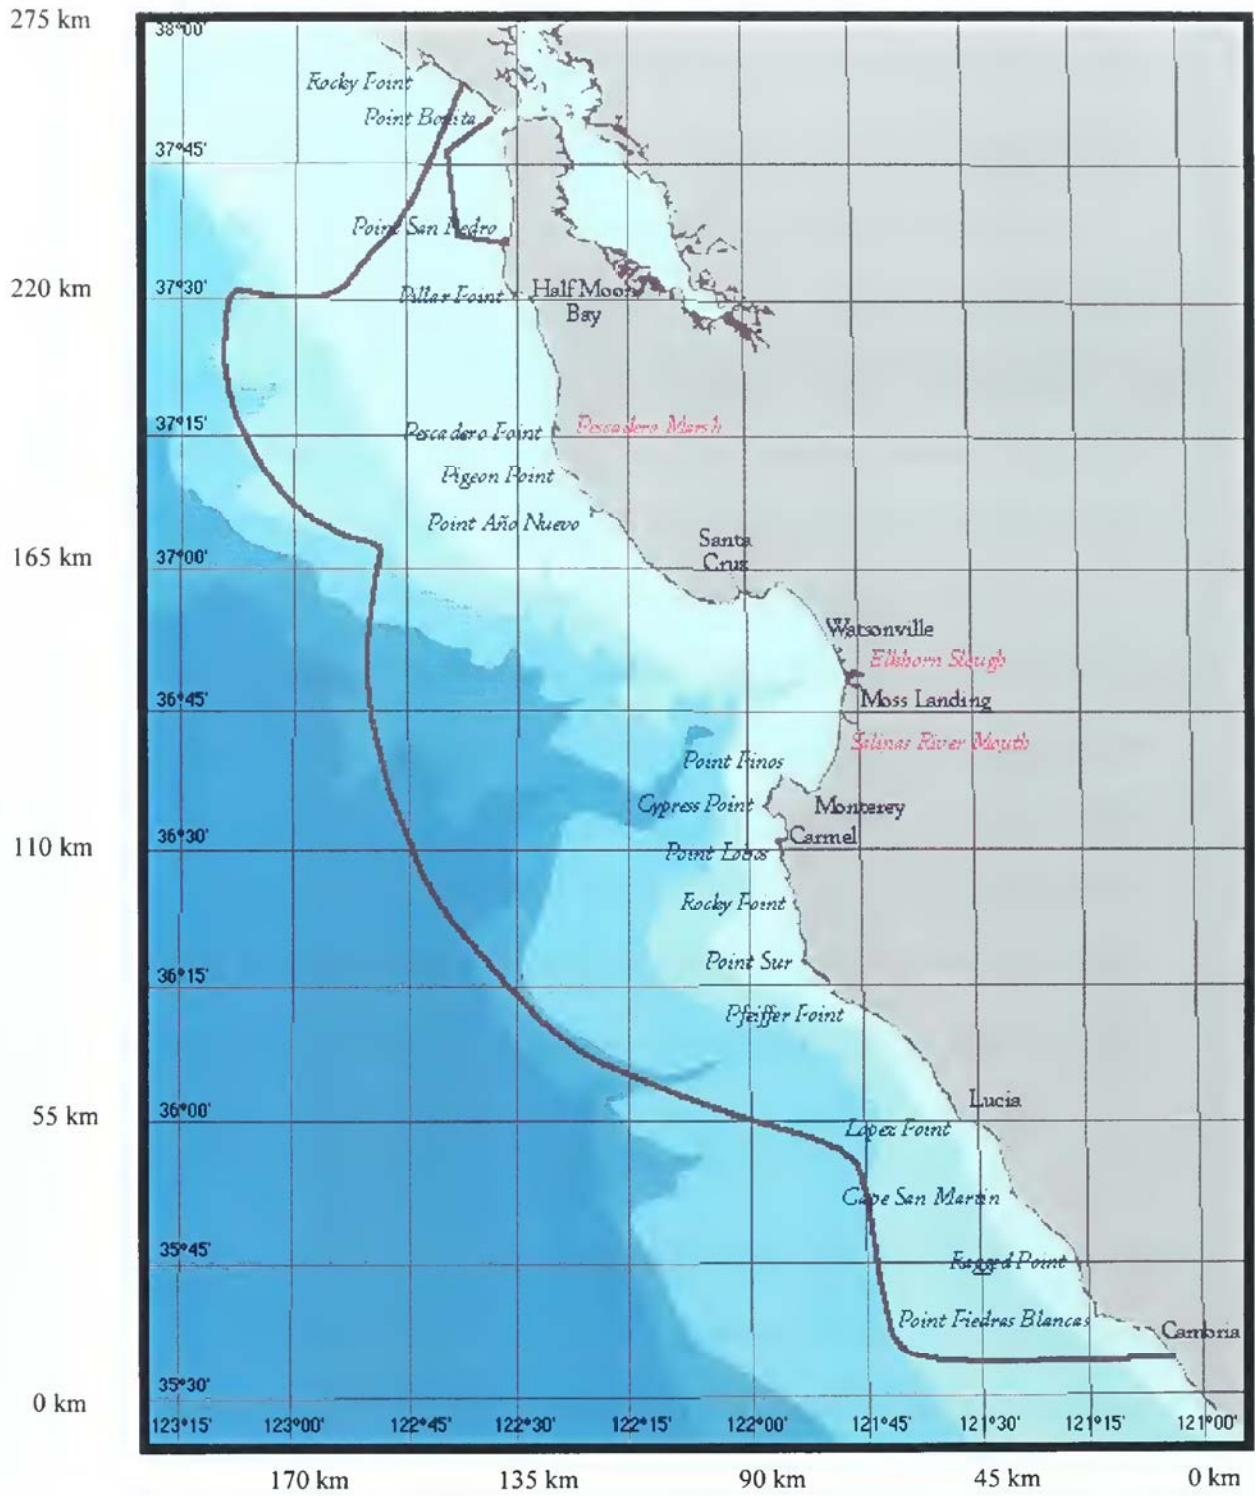 275 km
38°00'
Rocky Point
Point Bonita
37°45'
Point San Pedro
220 km
37°30'
Pillar Point
Half Moon
Bay
37°15'
Pescadero Point
Pescadero Marsh
Pigeon Point
Point Año Nuevo
Santa
Cruz
165 km
37°00'
Watsonville
Elkhorn Slough
36°45'
Moss Landing
Salinas River Mouth
Point Pinos
Cypress Point
Monterey
Carmel
110 km
36°30'
Point Lobos
Rocky Point
Point Sur
36°15'
Pfeiffer Point
Lucia
55 km
36°00'
Lopez Point
Cape San Martin
35°45'
Ragged Point
Point Piedras Blancas
Cambria
35°30'
0 km
123°15' 123°00' 122°45' 122°30' 122°15' 122°00' 121°45' 121°30' 121°15' 121°00'
170 km 135 km 90 km 45 km 0 km